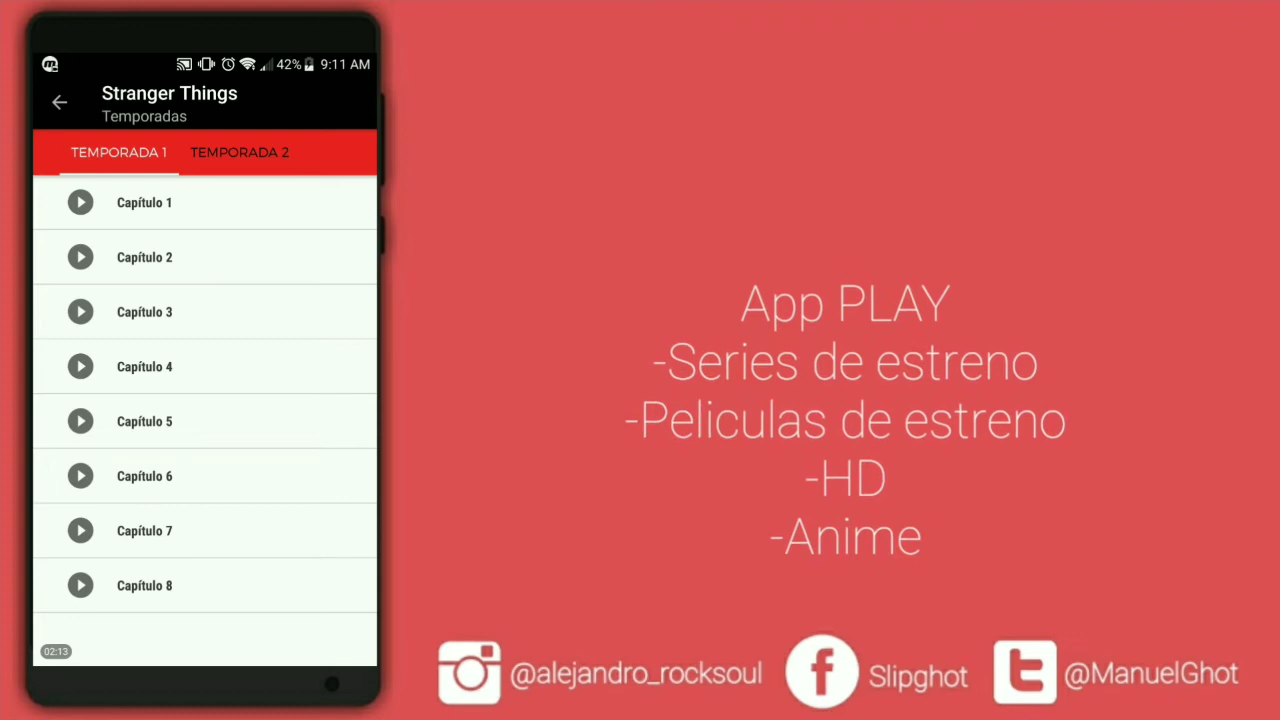 42% 9:11 AM
Stranger Things
Temporadas
TEMPORADA 1 TEMPORADA 2
Capítulo 1
Capítulo 2
Capítulo 3
Capítulo 4
Capítulo 5
Capítulo 6
Capítulo 7
Capítulo 8
02:13
App PLAY
-Series de estreno
-Peliculas de estreno
-HD
-Anime
@alejandro_rocksoul Slipghot @ManuelGhot